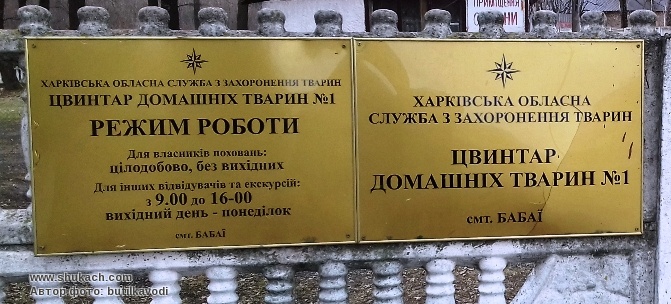 ПРИМІЩЕННЯ
НИ
ХАРКІВСЬКА ОБЛАСНА СЛУЖБА З ЗАХОРОНЕННЯ ТВАРИН
ЦВИНТАР ДОМАШНІХ ТВАРИН №1
РЕЖИМ РОБОТИ
Для власників поховань:
цілодобово, без вихідних
Для інших відвідувачів та екскурсій:
з 9.00 до 16-00
вихідний день - понеділок
смт. БАБАЇ
ХАРКІВСЬКА ОБЛАСНА
СЛУЖБА З ЗАХОРОНЕННЯ ТВАРИН
ЦВИНТАР
ДОМАШНІХ ТВАРИН №1
смт. БАБАЇ
www.shukach.com
Автор фото: butilkavodi